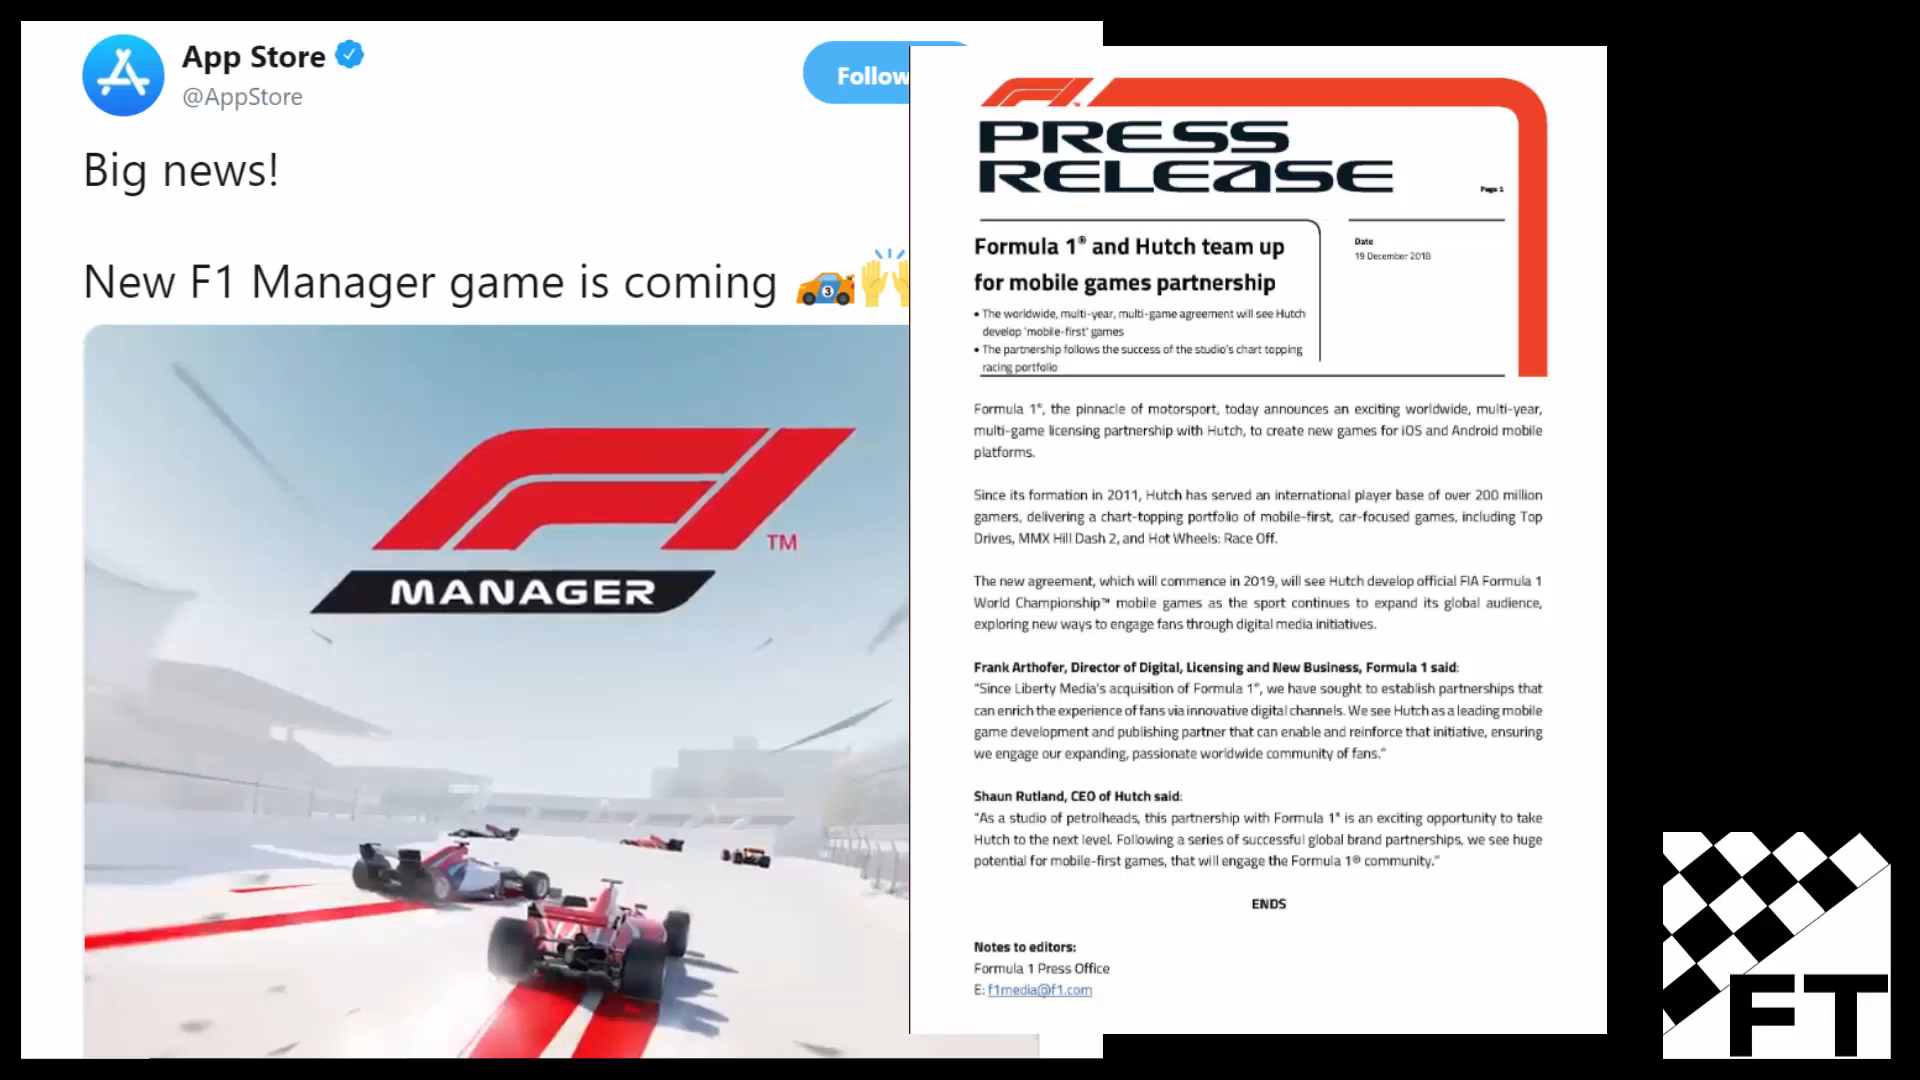 App Store
@AppStore
Follow
Big news!
New F1 Manager game is coming
F1
TM
MANAGER
F1
PRESS
RELEASE
Page 1
Formula 1® and Hutch team up
for mobile games partnership
• The worldwide, multi-year, multi-game agreement will see Hutch
develop 'mobile-first' games
• The partnership follows the success of the studio's chart topping
racing portfolio
Date
19 December 2018
Formula 1®, the pinnacle of motorsport, today announces an exciting worldwide, multi-year,
multi-game licensing partnership with Hutch, to create new games for iOS and Android mobile
platforms.
Since its formation in 2011, Hutch has served an international player base of over 200 million
gamers, delivering a chart-topping portfolio of mobile-first, car-focused games, including Top
Drives, MMX Hill Dash 2, and Hot Wheels: Race Off.
The new agreement, which will commence in 2019, will see Hutch develop official FIA Formula 1
World Championship™ mobile games as the sport continues to expand its global audience,
exploring new ways to engage fans through digital media initiatives.
Frank Arthofer, Director of Digital, Licensing and New Business, Formula 1 said:
"Since Liberty Media's acquisition of Formula 1®, we have sought to establish partnerships that
can enrich the experience of fans via innovative digital channels. We see Hutch as a leading mobile
game development and publishing partner that can enable and reinforce that initiative, ensuring
we engage our expanding, passionate worldwide community of fans."
Shaun Rutland, CEO of Hutch said:
"As a studio of petrolheads, this partnership with Formula 1® is an exciting opportunity to take
Hutch to the next level. Following a series of successful global brand partnerships, we see huge
potential for mobile-first games, that will engage the Formula 1® community."
ENDS
Notes to editors:
Formula 1 Press Office
E: f1media@f1.com
FT